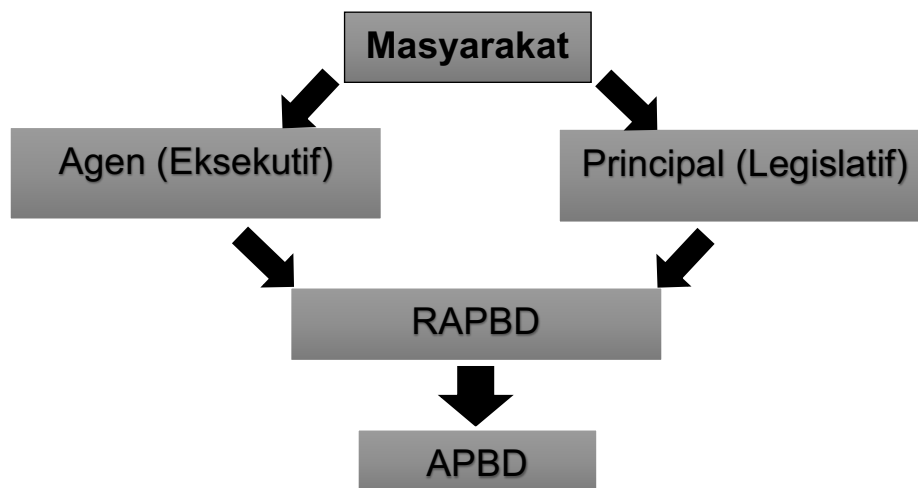 Masyarakat
Agen (Eksekutif)
Principal (Legislatif)
RAPBD
APBD